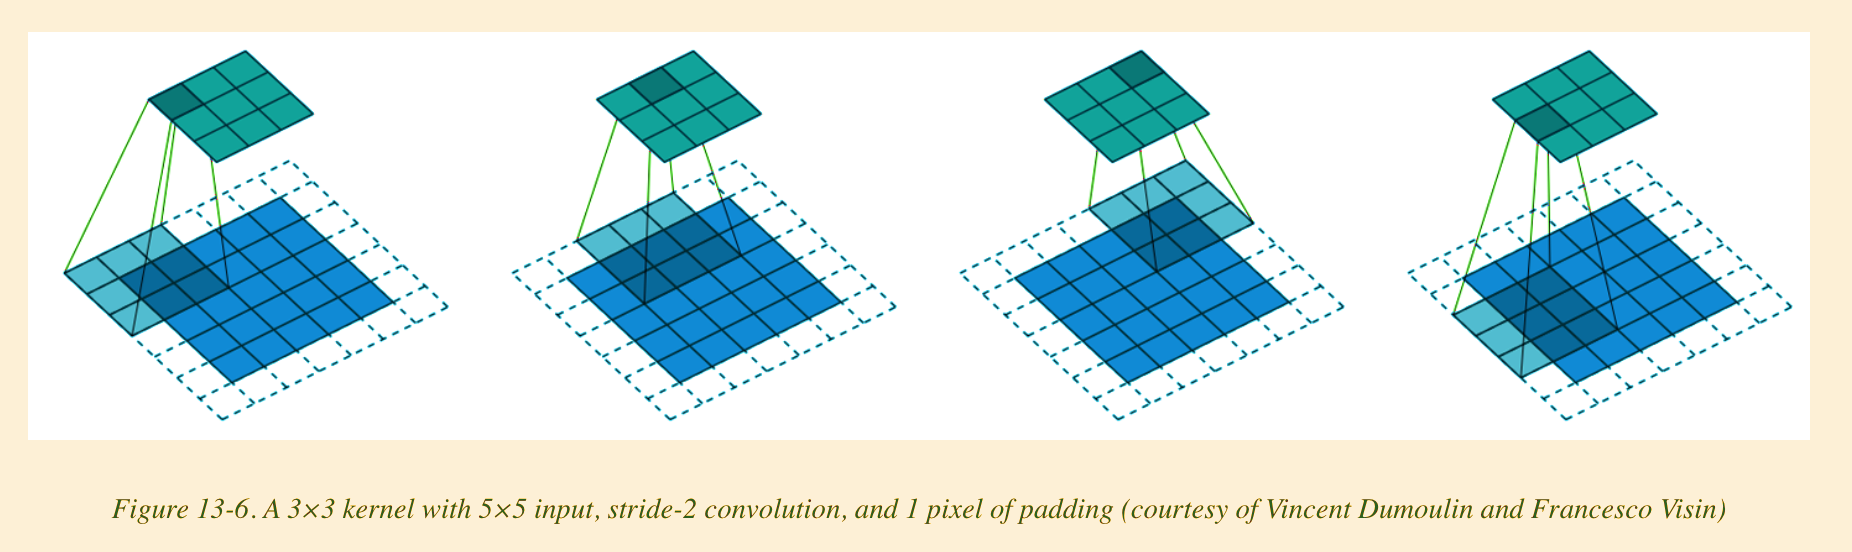 Figure 13-6. A 3×3 kernel with 5×5 input, stride-2 convolution, and 1 pixel of padding (courtesy of Vincent Dumoulin and Francesco Visin)